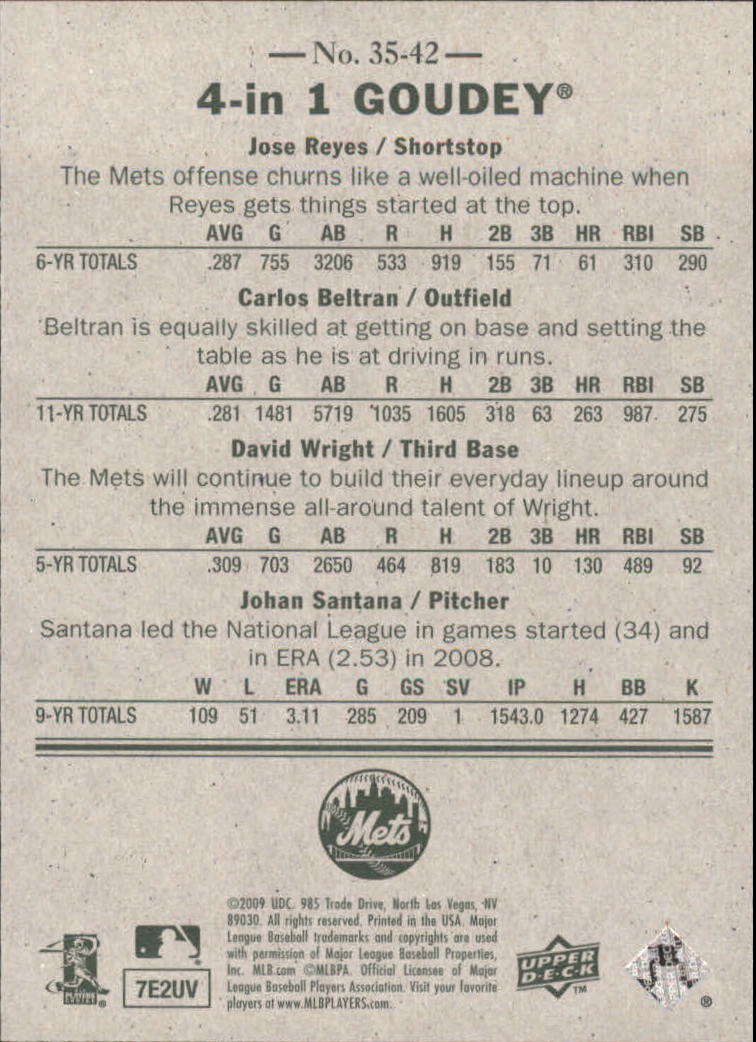 — No. 35-42 —
4-in 1 GOUDEY®
Jose Reyes / Shortstop
The Mets offense churns like a well-oiled machine when
Reyes gets things started at the top.
AVG G AB R H 2B 3B HR RBI SB
6-YR TOTALS .287 755 3206 533 919 155 71 61 310 290
Carlos Beltran / Outfield
Beltran is equally skilled at getting on base and setting the
table as he is at driving in runs.
AVG G AB R H 2B 3B HR RBI SB
11-YR TOTALS .281 1481 5719 1035 1605 318 63 263 987 275
David Wright / Third Base
The Mets will continue to build their everyday lineup around
the immense all-around talent of Wright.
AVG G AB R H 2B 3B HR RBI SB
5-YR TOTALS .309 703 2650 464 819 183 10 130 489 92
Johan Santana / Pitcher
Santana led the National League in games started (34) and
in ERA (2.53) in 2008.
W L ERA G GS SV IP H BB K
9-YR TOTALS 109 51 3.11 285 209 1 1543.0 1274 427 1587
Mets
©2009 UDC. 985 Trade Drive, North Las Vegas, NV
89030. All rights reserved. Printed in the USA. Major
League Baseball trademarks and copyrights are used
with permission of Major League Baseball Properties,
Inc. MLB.com ©MLBPA. Official Licensee of Major
League Baseball Players Association. Visit your favorite
players at www.MLBPLAYERS.com.
7E2UV
UPPER
D·E·C·K
TM
®